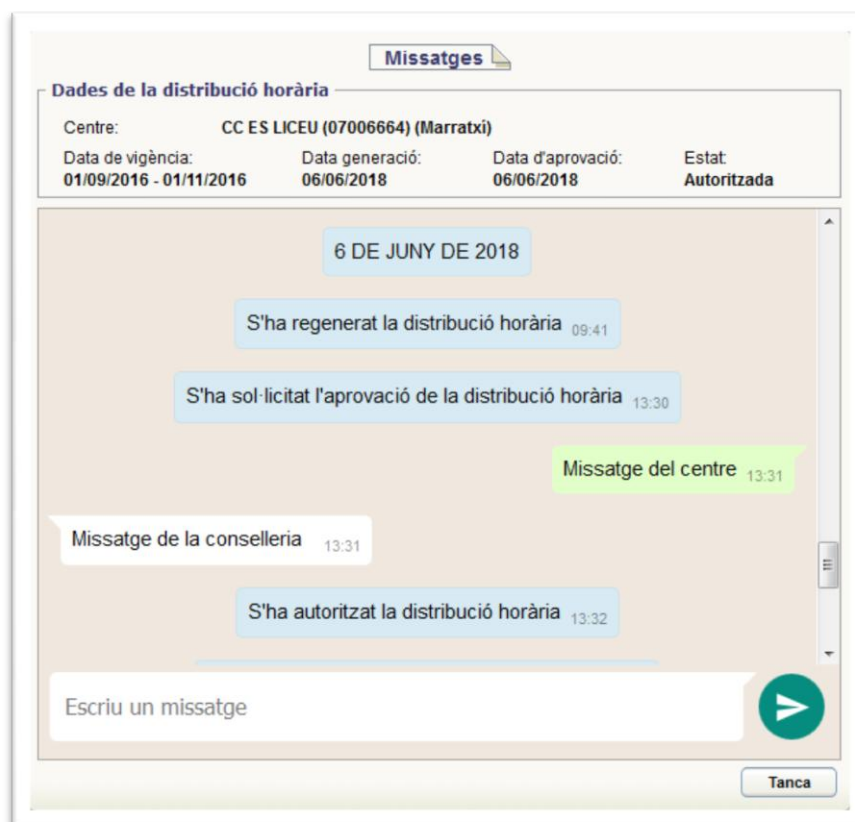 Missatges
Dades de la distribució horària
Centre: CC ES LICEU (07006664) (Marratxí)
Data de vigència: Data generació: Data d'aprovació: Estat:
01/09/2016 - 01/11/2016 06/06/2018 06/06/2018 Autoritzada
6 DE JUNY DE 2018
S'ha regenerat la distribució horària 09:41
S'ha sol·licitat l'aprovació de la distribució horària 13:30
Missatge del centre 13:31
Missatge de la conselleria 13:31
S'ha autoritzat la distribució horària 13:32
Escriu un missatge
Tanca